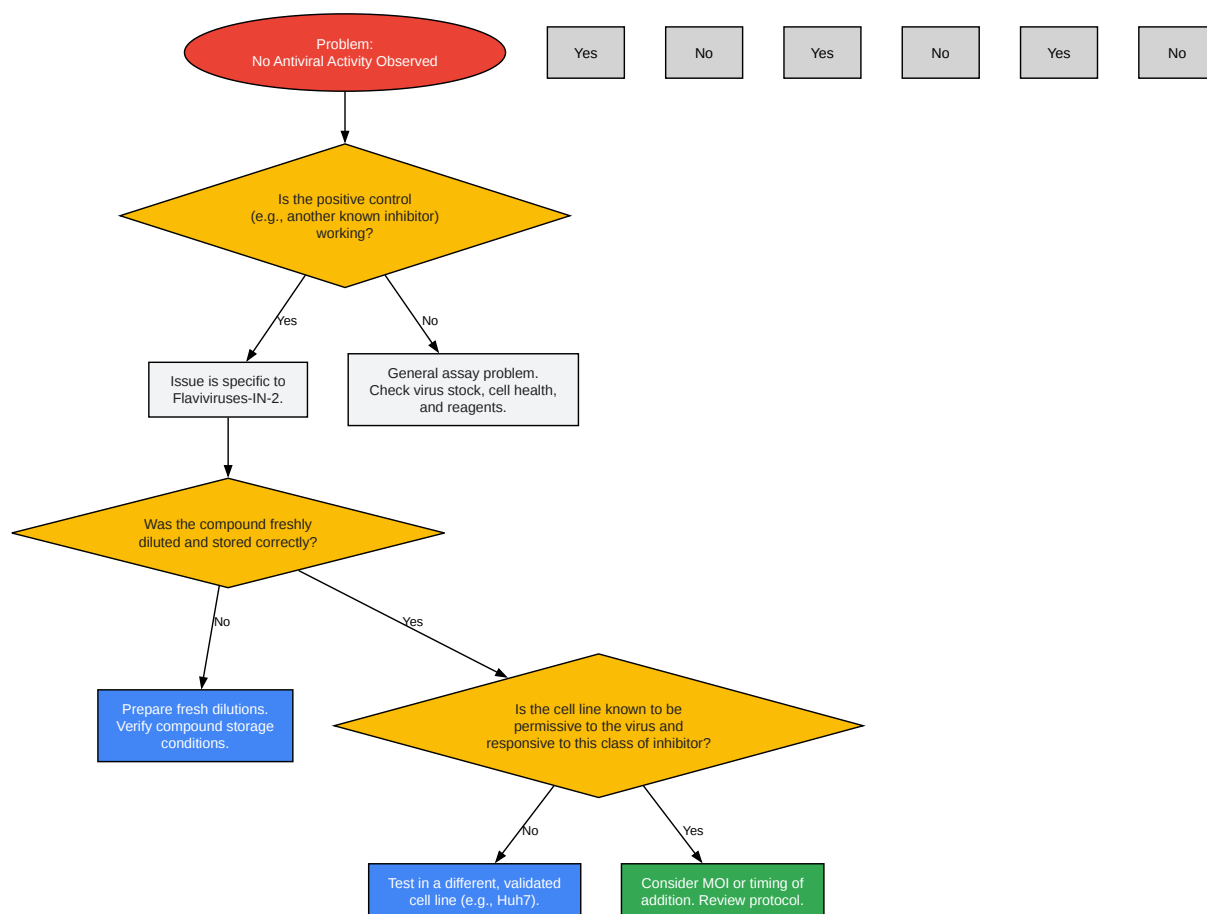 Problem:
No Antiviral Activity Observed
Yes
No
Yes
No
Yes
No
Is the positive control
(e.g., another known inhibitor)
working?
Yes
No
Issue is specific to
Flaviviruses-IN-2.
General assay problem.
Check virus stock, cell health,
and reagents.
Was the compound freshly
diluted and stored correctly?
No
Yes
Prepare fresh dilutions.
Verify compound storage
conditions.
Is the cell line known to be
permissive to the virus and
responsive to this class of inhibitor?
No
Yes
Test in a different, validated
cell line (e.g., Huh7).
Consider MOI or timing of
addition. Review protocol.